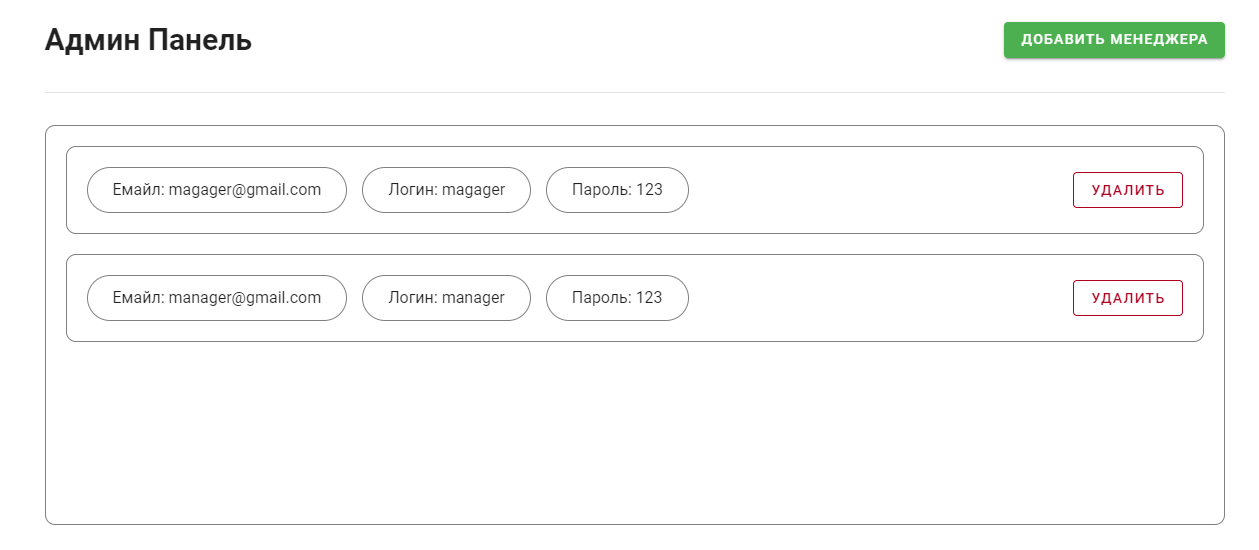 Админ Панель
ДОБАВИТЬ МЕНЕДЖЕРА
Емайл: magager@gmail.com
Логин: magager
Пароль: 123
УДАЛИТЬ
Емайл: manager@gmail.com
Логин: manager
Пароль: 123
УДАЛИТЬ